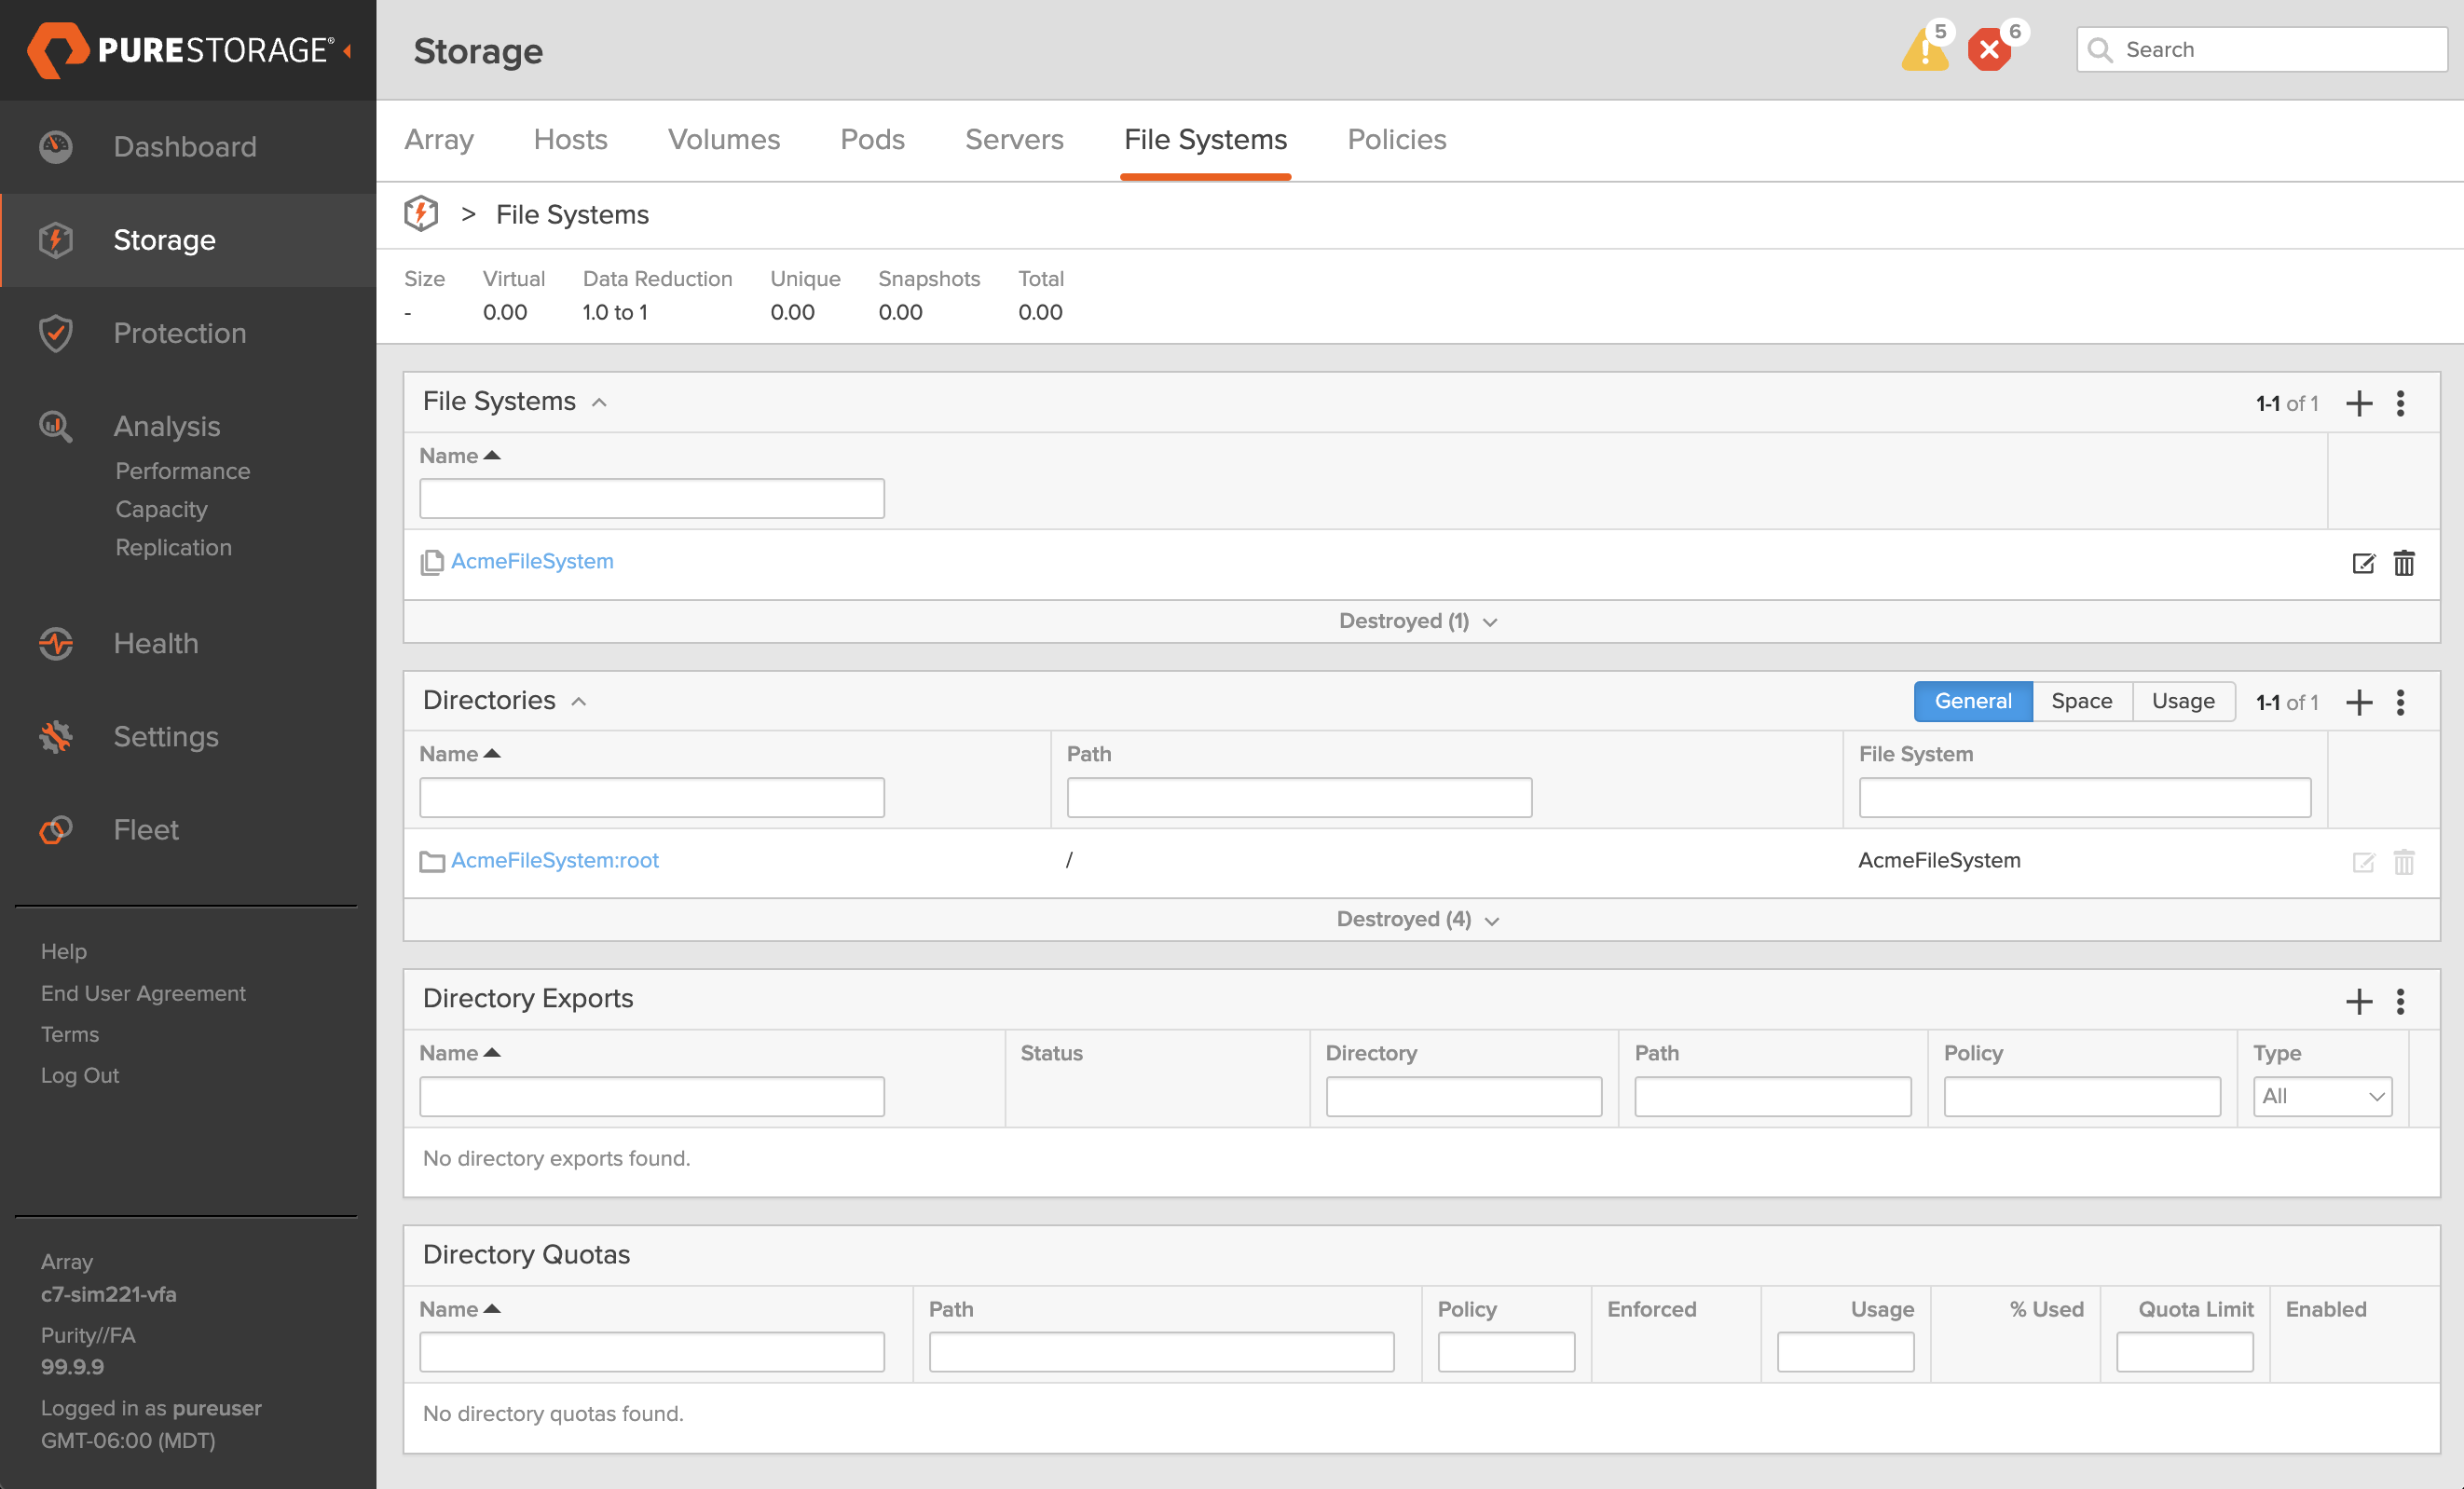 PURESTORAGE®
Storage
5
6
Search
Dashboard
Storage
Protection
Analysis
Performance
Capacity
Replication
Health
Settings
Fleet
Help
End User Agreement
Terms
Log Out
Array
c7-sim221-vfa
Purity//FA
99.9.9
Logged in as pureuser
GMT-06:00 (MDT)
Array Hosts Volumes Pods Servers File Systems Policies
> File Systems
Size Virtual Data Reduction Unique Snapshots Total
- 0.00 1.0 to 1 0.00 0.00 0.00
File Systems 1-1 of 1
Name
AcmeFileSystem
Destroyed (1)
Directories General Space Usage 1-1 of 1
Name Path File System
AcmeFileSystem:root / AcmeFileSystem
Destroyed (4)
Directory Exports
Name Status Directory Path Policy Type
All
No directory exports found.
Directory Quotas
Name Path Policy Enforced Usage % Used Quota Limit Enabled
No directory quotas found.